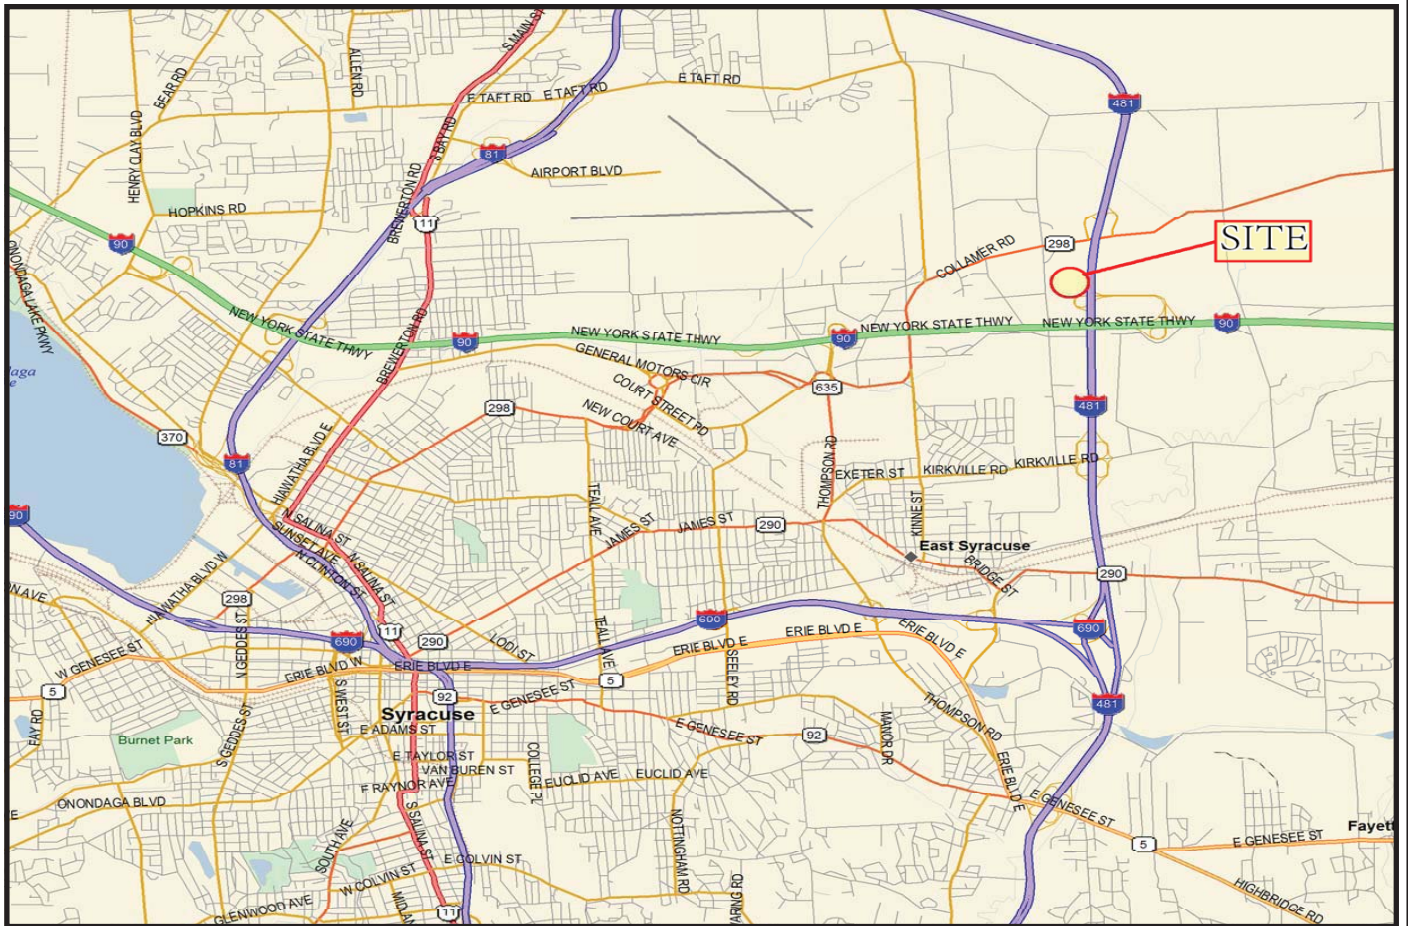 S MAIN ST
ALLEN RD
BEAR RD
E TAFT RD
E TAFT RD
E TAFT RD
481
HENRY CLAY BLVD
S BAY RD
81
AIRPORT BLVD
BREWERTON RD
HOPKINS RD
11
90
298
COLLAMER RD
SITE
ONONDAGA LAKE PKWY
NEW YORK STATE THWY
90
NEW YORK STATE THWY
90
NEW YORK STATE THWY
NEW YORK STATE THWY
90
BREWERTON RD
GENERAL MOTORS CIR
COURT STREET RD
635
298
NEW COURT AVE
481
370
HIAWATHA BLVD E
81
THOMPSON RD
EXETER ST
KIRKVILLE RD
KIRKVILLE RD
TEALL AVE
KINNE ST
90
N SALINA ST
SUNSET AVE
JAMES ST
JAMES ST
290
East Syracuse
N CLINTON ST
N SALINA ST
BRIDGE ST
290
HIAWATHA BLVD W
298
N GEDDES ST
690
11
290
LODI ST
TEALL AVE
ERIE BLVD E
ERIE BLVD E
ERIE BLVD E
690
W GENESEE ST
ERIE BLVD W
ERIE BLVD E
5
SEELEY RD
5
FAY RD
S WEST ST
92
E GENESEE ST
Syracuse
E GENESEE ST
THOMPSON RD
481
Burnet Park
S GEDDES ST
E ADAMS ST
92
MANOR DR
E TAYLOR ST
VAN BUREN ST
COLLEGE PL
EUCLID AVE
EUCLID AVE
E RAYNOR AVE
ERIE BLVD E
ONONDAGA BLVD
E GENESEE ST
S SALINA ST
SOUTH AVE
NOTTINGHAM RD
Fayett
E GENESEE ST
5
E COLVIN ST
W COLVIN ST
HIGHBRIDGE RD
GLENWOOD AVE
11